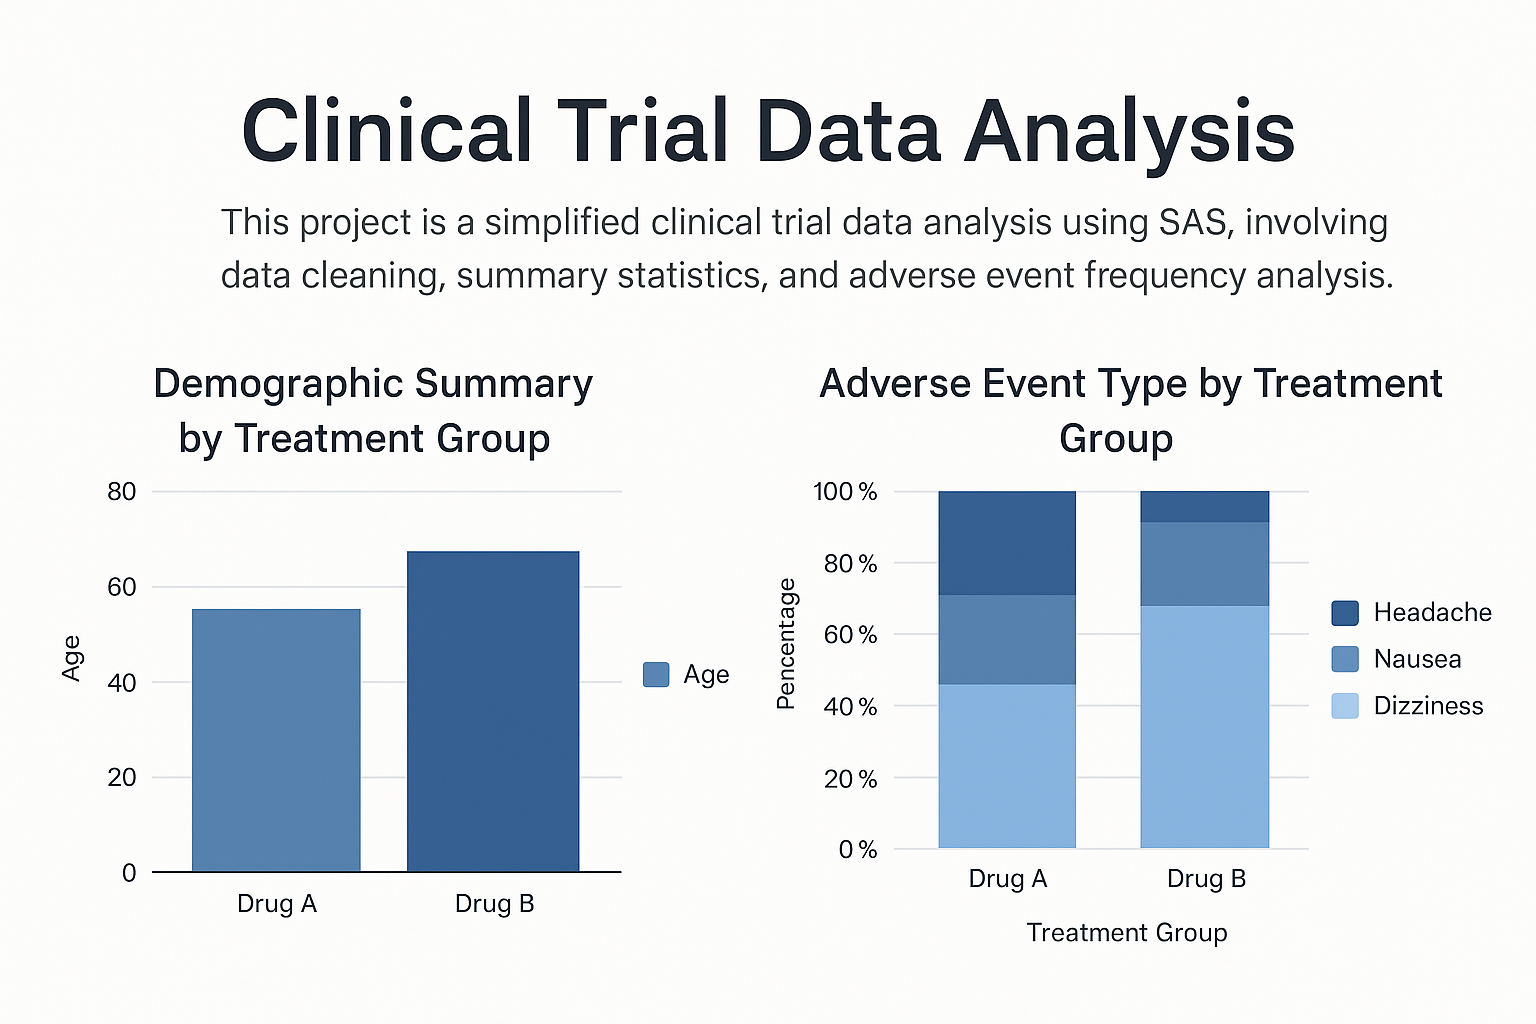 Clinical Trial Data Analysis
This project is a simplified clinical trial data analysis using SAS, involving
data cleaning, summary statistics, and adverse event frequency analysis.
Demographic Summary
by Treatment Group
80
60
40
20
0
Age
Drug A
Drug B
Age
Adverse Event Type by Treatment
Group
100 %
80 %
60 %
40 %
20 %
0 %
Pencentage
Drug A
Drug B
Treatment Group
Headache
Nausea
Dizziness